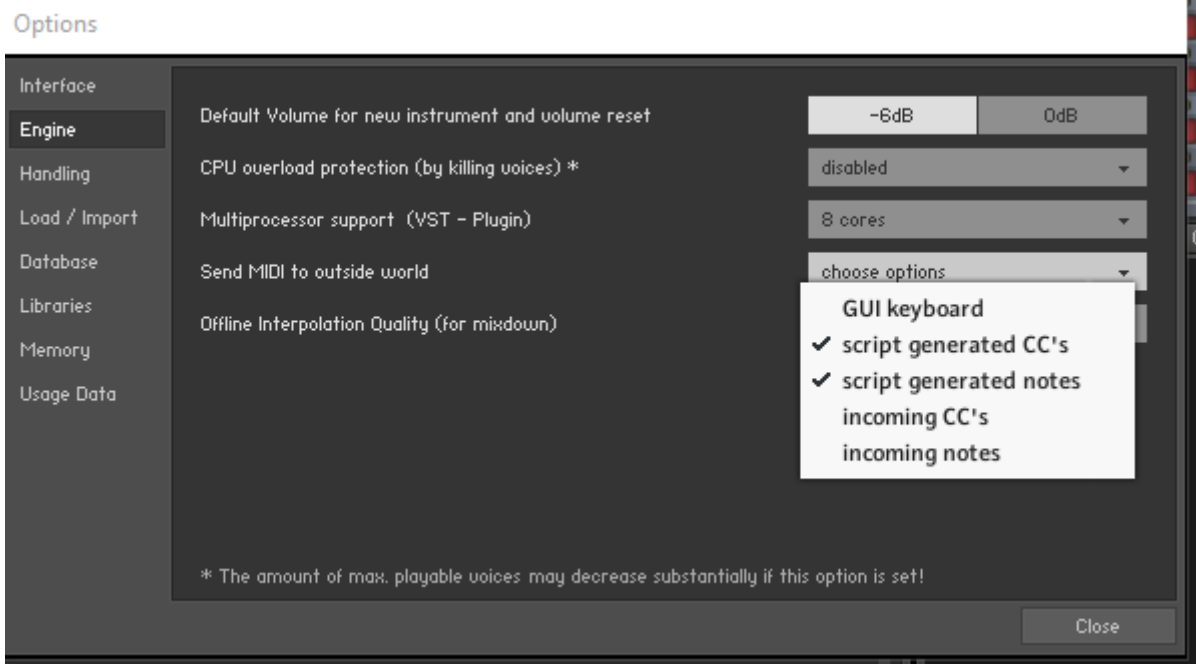 Options
Interface
Engine
Handling
Load / Import
Database
Libraries
Memory
Usage Data
Default Volume for new instrument and volume reset
-6dB
0dB
CPU overload protection (by killing voices) *
disabled
Multiprocessor support (VST - Plugin)
8 cores
Send MIDI to outside world
choose options
Offline Interpolation Quality (for mixdown)
GUI keyboard
✓ script generated CC's
✓ script generated notes
incoming CC's
incoming notes
* The amount of max. playable voices may decrease substantially if this option is set!
Close